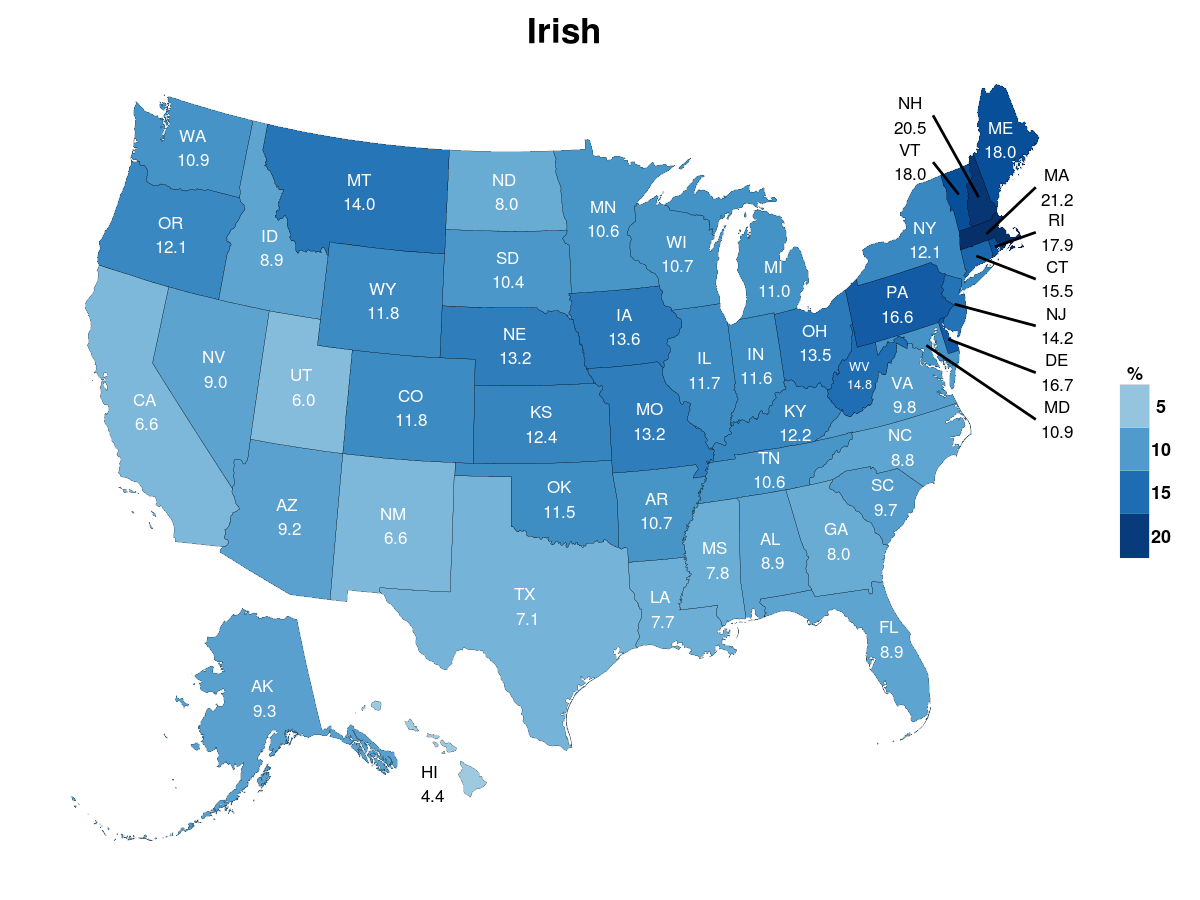 Irish
NH
20.5
VT
18.0
ME
18.0
WA
10.9
MT
14.0
ND
8.0
MN
10.6
MA
21.2
OR
12.1
ID
8.9
SD
10.4
WI
10.7
MI
11.0
NY
12.1
RI
17.9
CT
15.5
WY
11.8
NE
13.2
IA
13.6
PA
16.6
NJ
14.2
OH
13.5
IL
11.7
IN
11.6
WV
14.8
DE
16.7
NV
9.0
UT
6.0
CO
11.8
KS
12.4
MO
13.2
KY
12.2
VA
9.8
MD
10.9
CA
6.6
NC
8.8
TN
10.6
SC
9.7
AZ
9.2
NM
6.6
OK
11.5
AR
10.7
MS
7.8
AL
8.9
GA
8.0
TX
7.1
LA
7.7
FL
8.9
AK
9.3
HI
4.4
%
5
10
15
20